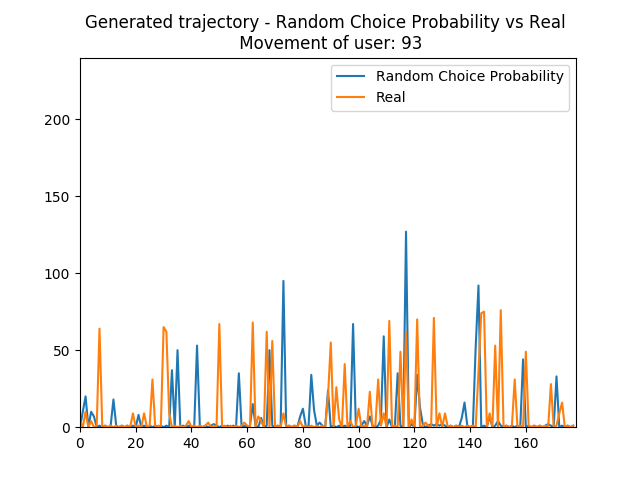 Generated trajectory - Random Choice Probability vs Real
Movement of user: 93
Random Choice Probability
Real
200
150
100
50
0
0 20 40 60 80 100 120 140 160